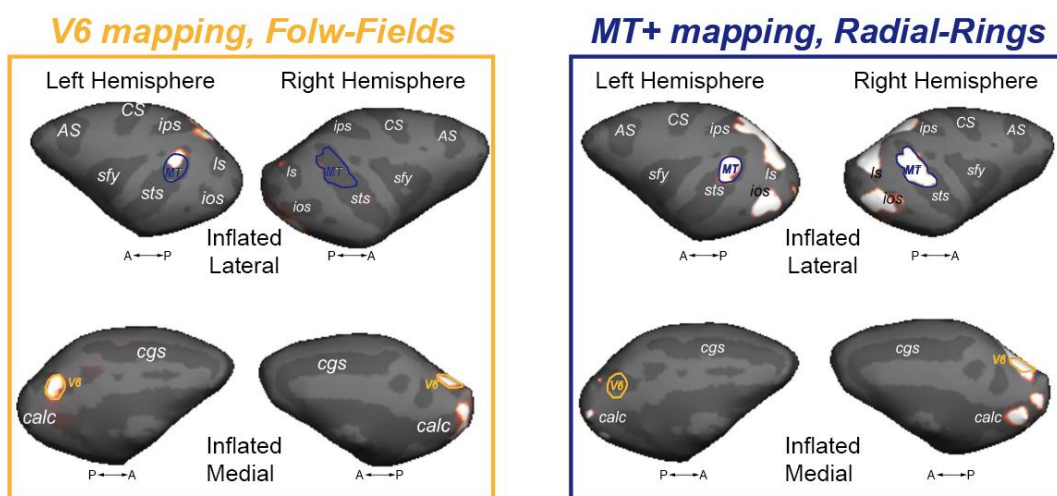 V6 mapping, Folw-Fields
Left Hemisphere
Right Hemisphere
AS
CS
ips
ls
MT
sfy
sts
ios
ips
CS
AS
ls
MT
sfy
ios
sts
Inflated
Lateral
A P
P A
cgs
V6
calc
cgs
V6
calc
Inflated
Medial
P A
A P
MT+ mapping, Radial-Rings
Left Hemisphere
Right Hemisphere
AS
CS
ips
ls
MT
sfy
sts
ios
ips
CS
AS
ls
MT
sfy
ios
sts
Inflated
Lateral
A P
P A
cgs
V6
calc
cgs
V6
calc
Inflated
Medial
P A
A P